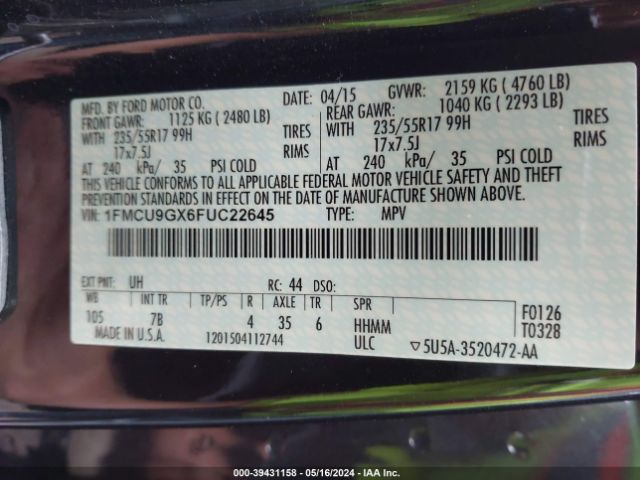 MFD. BY FORD MOTOR CO. DATE: 04/15 GVWR: 2159 KG ( 4760 LB)
FRONT GAWR: 1125 KG ( 2480 LB) REAR GAWR: 1040 KG ( 2293 LB)
WITH 235/55R17 99H TIRES WITH 235/55R17 99H TIRES
17x7.5J RIMS 17x7.5J RIMS
AT 240 kPa/ 35 PSI COLD AT 240 kPa/ 35 PSI COLD
THIS VEHICLE CONFORMS TO ALL APPLICABLE FEDERAL MOTOR VEHICLE SAFETY AND THEFT
PREVENTION STANDARDS IN EFFECT ON THE DATE OF MANUFACTURE SHOWN ABOVE.
VIN: 1FMCU9GX6FUC22645 TYPE: MPV
EXT PNT: UH RC: 44 DSO:
WB INT TR TP/PS R AXLE TR SPR F0126
105 7B 4 35 6 HHMM T0328
MADE IN U.S.A. 1201504112744 ULC ▽5U5A-3520472-AA
000-39431158 - 05/16/2024 - IAA Inc.